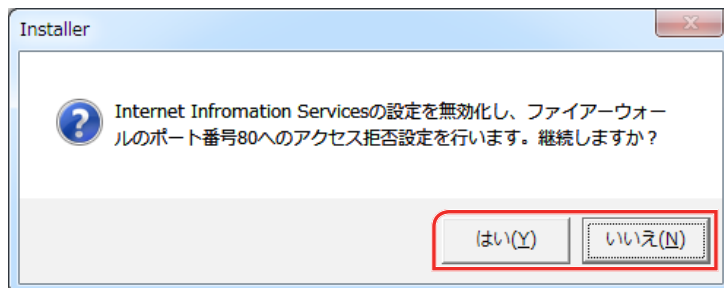 Installer
Internet Infromation Servicesの設定を無効化し、ファイアーウォー
ルのポート番号80へのアクセス拒否設定を行います。継続しますか？
はい(Y)
いいえ(N)